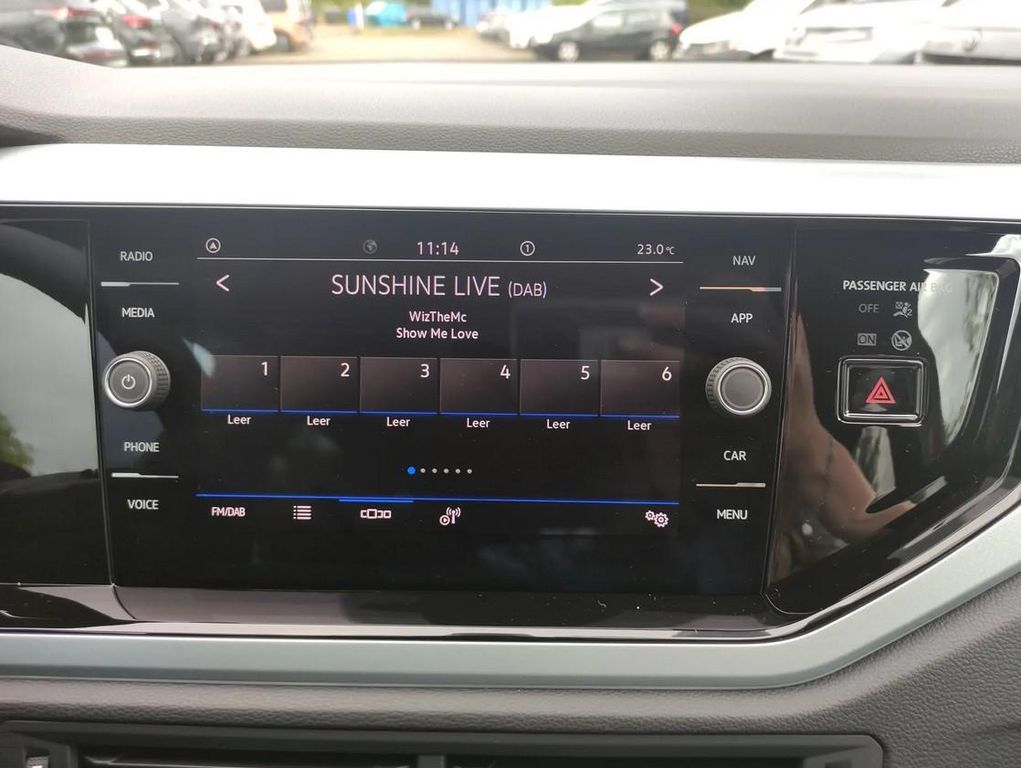 RADIO
MEDIA
PHONE
VOICE
11:14
1
23.0 °C
< SUNSHINE LIVE (DAB) >
WizTheMc
Show Me Love
1 2 3 4 5 6
Leer Leer Leer Leer Leer Leer
FM/DAB
NAV
APP
CAR
MENU
PASSENGER AIR BAG
OFF
ON